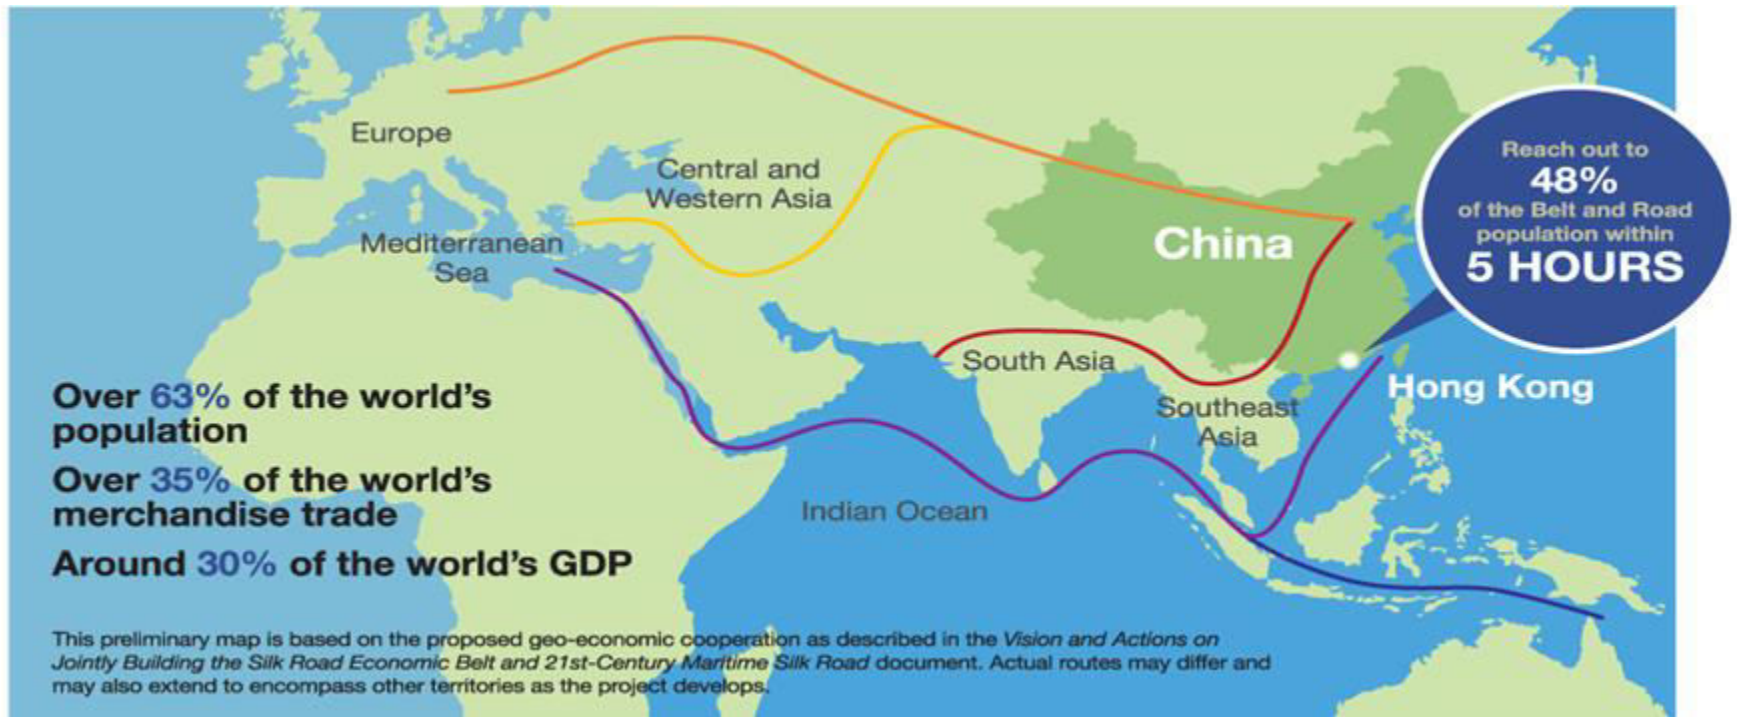 Europe
Central and
Western Asia
Mediterranean
Sea
China
Reach out to
48%
of the Belt and Road
population within
5 HOURS
South Asia
Hong Kong
Southeast
Asia
Indian Ocean
Over 63% of the world's
population
Over 35% of the world's
merchandise trade
Around 30% of the world's GDP
This preliminary map is based on the proposed geo-economic cooperation as described in the Vision and Actions on
Jointly Building the Silk Road Economic Belt and 21st-Century Maritime Silk Road document. Actual routes may differ and
may also extend to encompass other territories as the project develops.